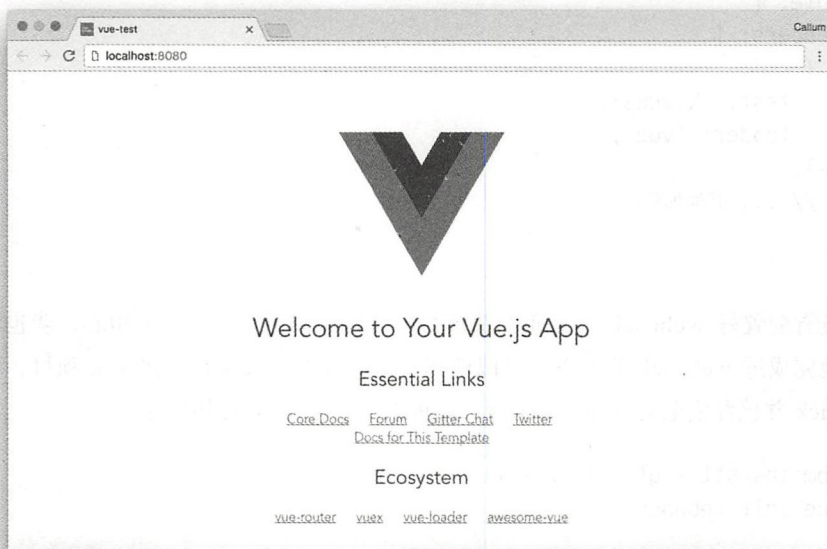 vue-test
Callum
localhost:8080
Welcome to Your Vue.js App
Essential Links
Core Docs Forum Gitter Chat Twitter
Docs for This Template
Ecosystem
vue-router vuex vue-loader awesome-vue